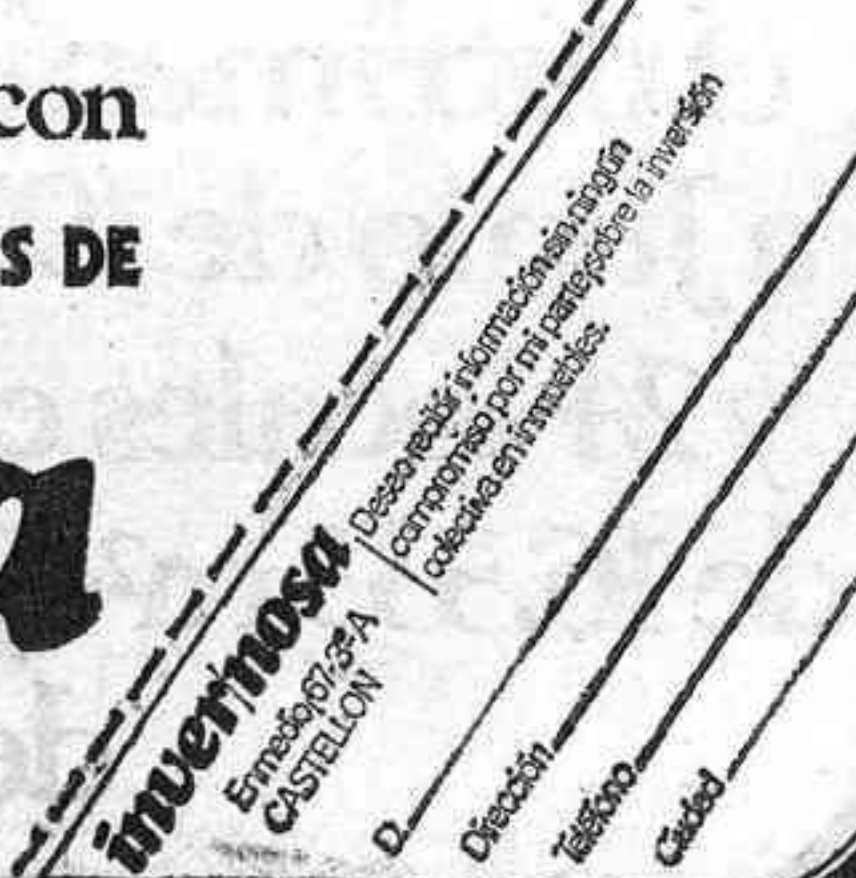 con
S DE
invermosa
Enmedio, 67-3º A
CASTELLON
Deseo recibir información sin ningún
compromiso por mi parte, sobre la inversión
colectiva en inmuebles.
D.
Dirección
Teléfono
Ciudad